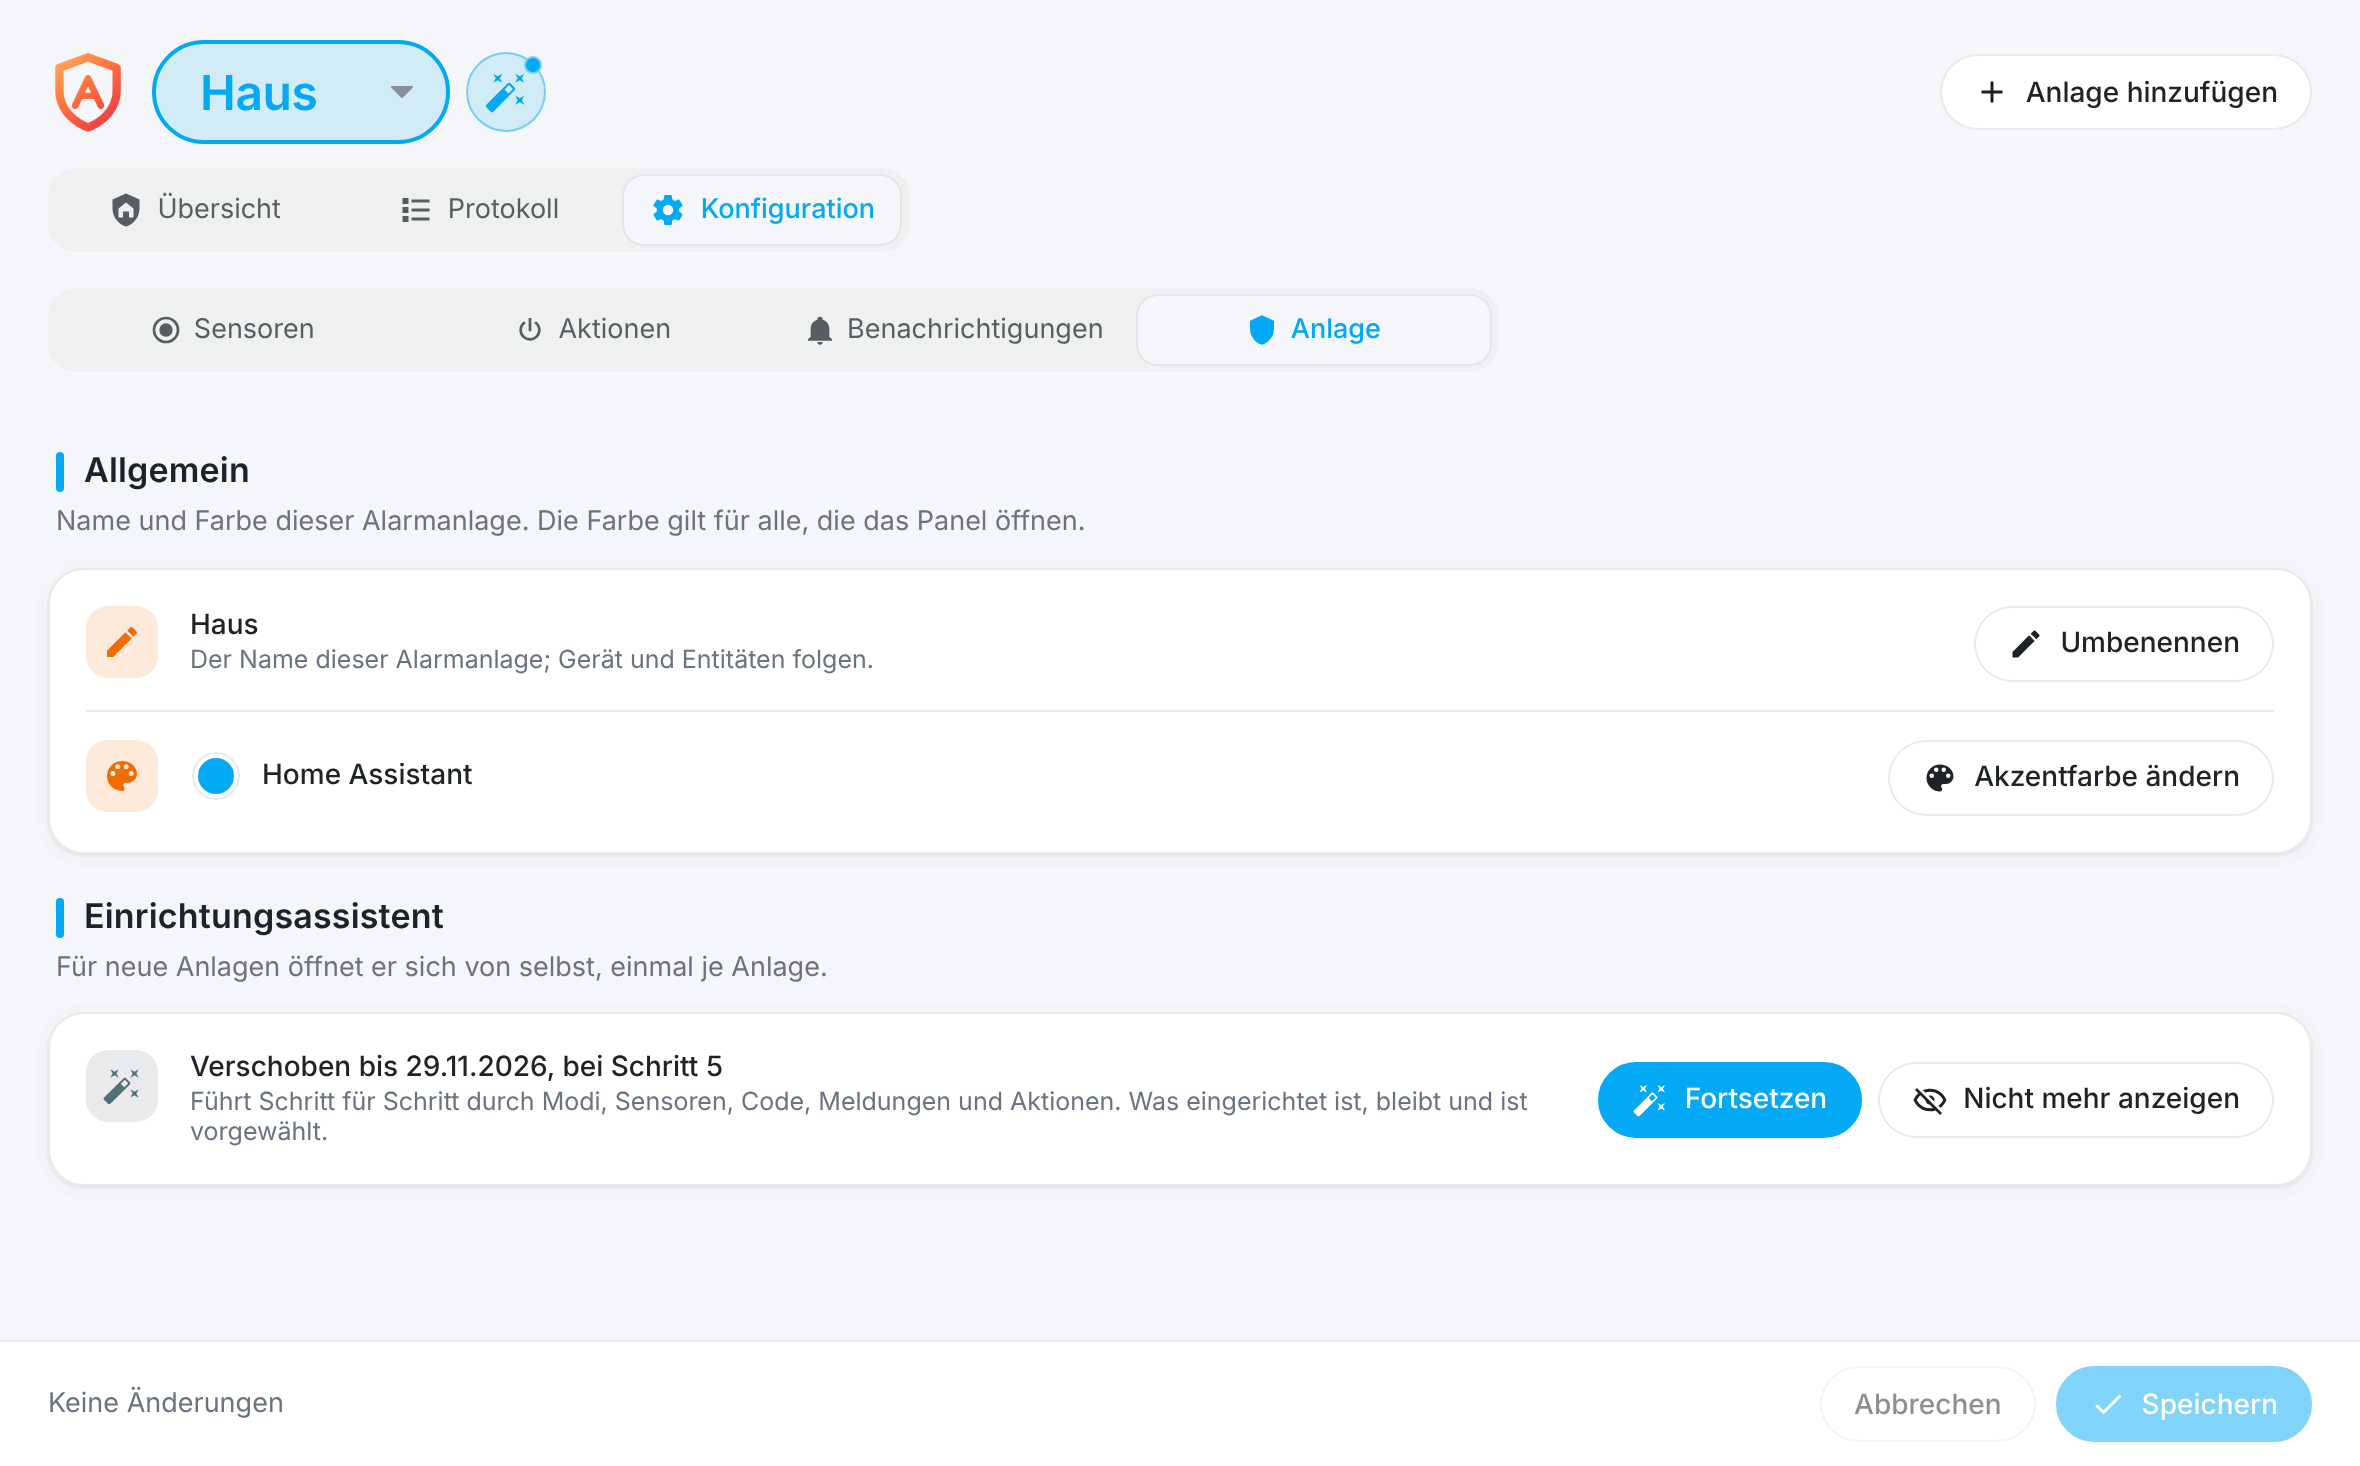 Haus
Anlage hinzufügen
Übersicht
Protokoll
Konfiguration
Sensoren
Aktionen
Benachrichtigungen
Anlage
Allgemein
Name und Farbe dieser Alarmanlage. Die Farbe gilt für alle, die das Panel öffnen.
Haus
Der Name dieser Alarmanlage; Gerät und Entitäten folgen.
Umbenennen
Home Assistant
Akzentfarbe ändern
Einrichtungsassistent
Für neue Anlagen öffnet er sich von selbst, einmal je Anlage.
Verschoben bis 29.11.2026, bei Schritt 5
Führt Schritt für Schritt durch Modi, Sensoren, Code, Meldungen und Aktionen. Was eingerichtet ist, bleibt und ist
vorgewählt.
Fortsetzen
Nicht mehr anzeigen
Keine Änderungen
Abbrechen
Speichern